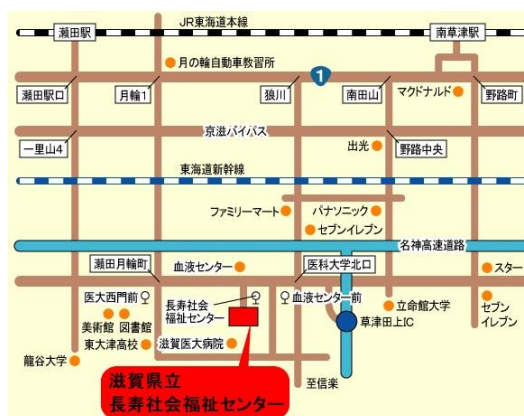 JR東海道本線
瀬田駅
南草津駅
月の輪自動車教習所
瀬田駅口
月輪1
狼川
1
南田山
マクドナルド
野路町
京滋バイパス
一里山4
出光
野路中央
東海道新幹線
ファミリーマート
パナソニック
セブンイレブン
名神高速道路
瀬田月輪町
血液センター
医科大学北口
スター
医大西門前
長寿社会
福祉センター
血液センター前
立命館大学
セブン
イレブン
美術館
図書館
草津田上IC
東大津高校
滋賀医大病院
龍谷大学
至信楽
滋賀県立
長寿社会福祉センター